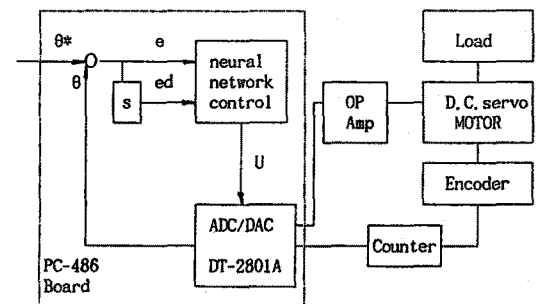 θ*
e
θ
s
ed
neural
network
control
U
ADC/DAC
DT-2801A
PC-486
Board
OP
Amp
Load
D.C.servo
MOTOR
Encoder
Counter